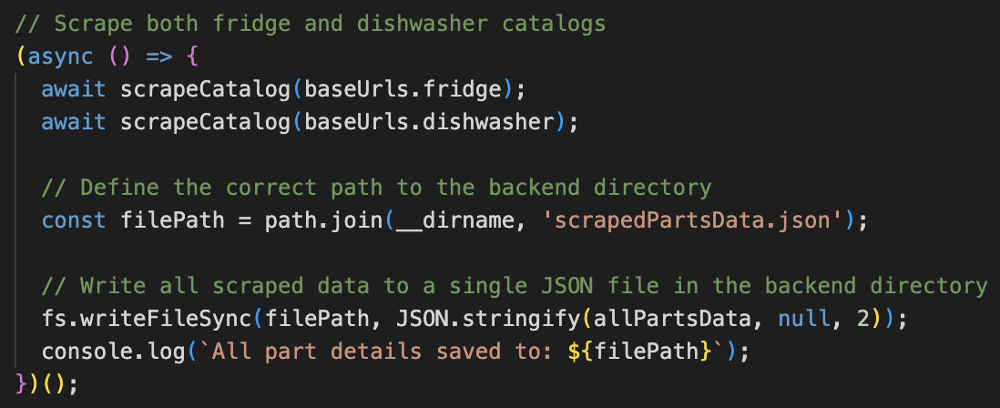 // Scrape both fridge and dishwasher catalogs
(async () => {
  await scrapeCatalog(baseUrls.fridge);
  await scrapeCatalog(baseUrls.dishwasher);

  // Define the correct path to the backend directory
  const filePath = path.join(__dirname, 'scrapedPartsData.json');

  // Write all scraped data to a single JSON file in the backend directory
  fs.writeFileSync(filePath, JSON.stringify(allPartsData, null, 2));
  console.log(`All part details saved to: ${filePath}`);
})();